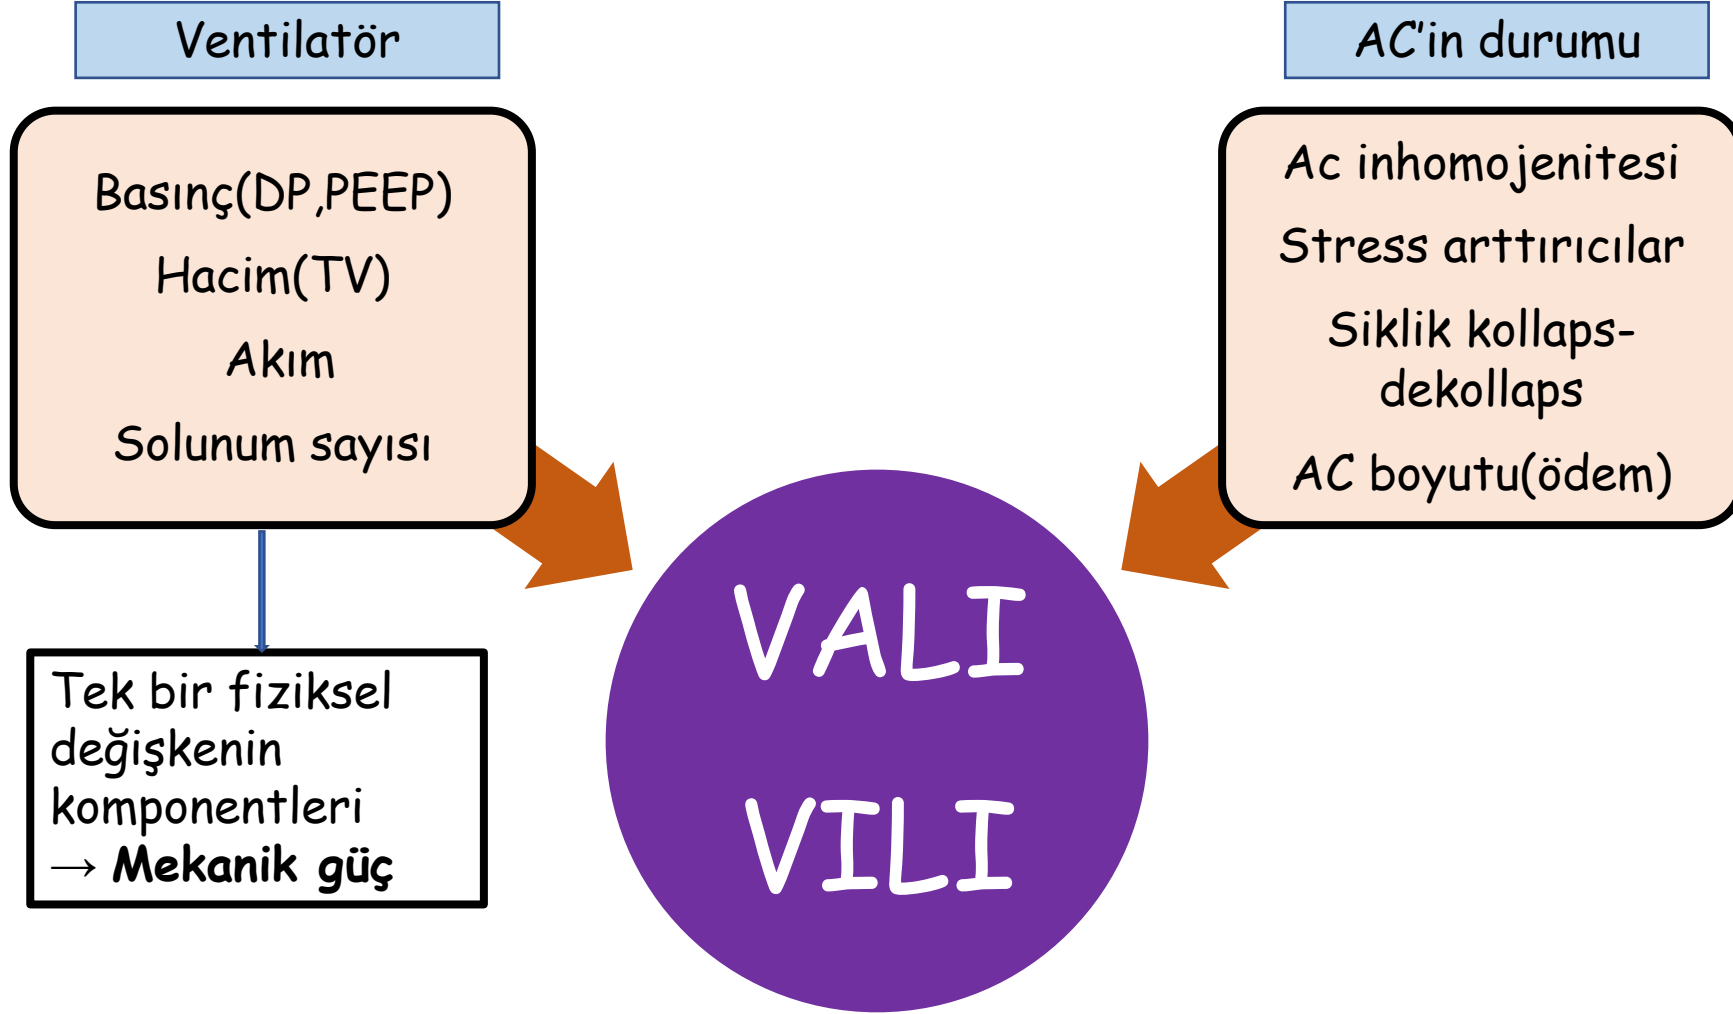 Ventilatör
Basınç(DP,PEEP)
Hacim(TV)
Akım
Solunum sayısı
Tek bir fiziksel
değişkenin
komponentleri
→ Mekanik güç
AC’in durumu
Ac inhomojenitesi
Stress arttırıcılar
Siklik kollaps-
dekollaps
AC boyutu(ödem)
VALI
VILI